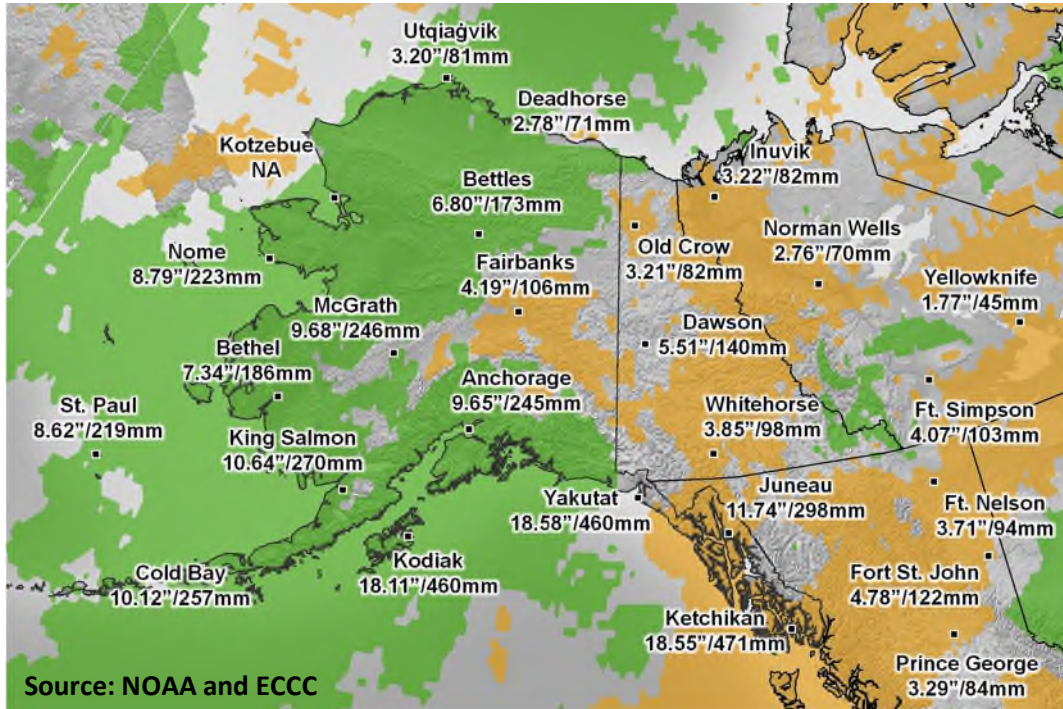 Utqiaġvik
3.20”/81mm
Deadhorse
2.78”/71mm
Kotzebue
NA
Inuvik
3.22”/82mm
Bettles
6.80”/173mm
Nome
8.79”/223mm
Old Crow
3.21”/82mm
Norman Wells
2.76”/70mm
Fairbanks
4.19”/106mm
Yellowknife
1.77”/45mm
McGrath
9.68”/246mm
Dawson
5.51”/140mm
Bethel
7.34”/186mm
Anchorage
9.65”/245mm
St. Paul
8.62”/219mm
Whitehorse
3.85”/98mm
Ft. Simpson
4.07”/103mm
King Salmon
10.64”/270mm
Juneau
11.74”/298mm
Yakutat
18.58”/460mm
Ft. Nelson
3.71”/94mm
Kodiak
18.11”/460mm
Cold Bay
10.12”/257mm
Fort St. John
4.78”/122mm
Ketchikan
18.55”/471mm
Prince George
3.29”/84mm
Source: NOAA and ECCC